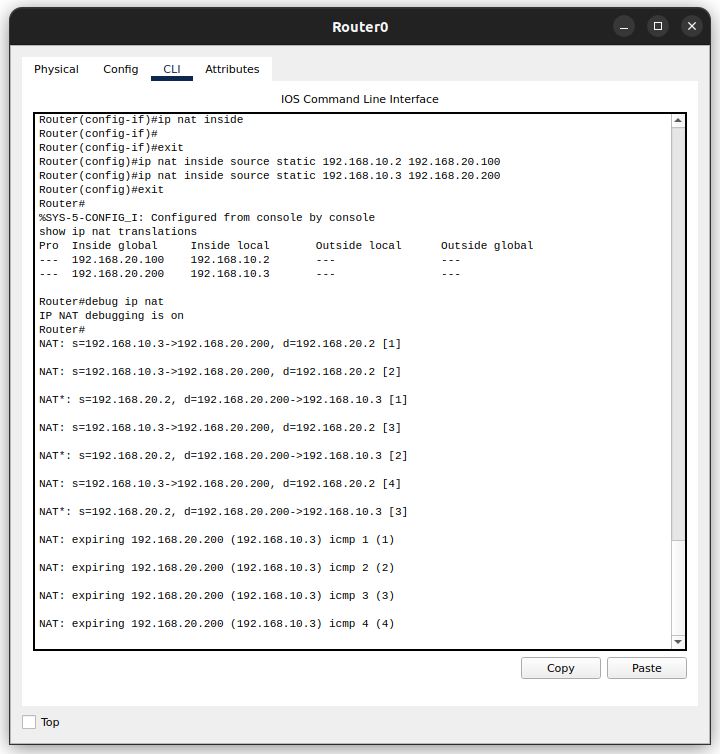 Router0
Physical Config CLI Attributes
IOS Command Line Interface
Router(config-if)#ip nat inside
Router(config-if)#
Router(config-if)#exit
Router(config)#ip nat inside source static 192.168.10.2 192.168.20.100
Router(config)#ip nat inside source static 192.168.10.3 192.168.20.200
Router(config)#exit
Router#
%SYS-5-CONFIG_I: Configured from console by console
show ip nat translations
Pro  Inside global     Inside local       Outside local      Outside global
---  192.168.20.100    192.168.10.2       ---                ---
---  192.168.20.200    192.168.10.3       ---                ---
Router#debug ip nat
IP NAT debugging is on
Router#
NAT: s=192.168.10.3->192.168.20.200, d=192.168.20.2 [1]
NAT: s=192.168.10.3->192.168.20.200, d=192.168.20.2 [2]
NAT*: s=192.168.20.2, d=192.168.20.200->192.168.10.3 [1]
NAT: s=192.168.10.3->192.168.20.200, d=192.168.20.2 [3]
NAT*: s=192.168.20.2, d=192.168.20.200->192.168.10.3 [2]
NAT: s=192.168.10.3->192.168.20.200, d=192.168.20.2 [4]
NAT*: s=192.168.20.2, d=192.168.20.200->192.168.10.3 [3]
NAT: expiring 192.168.20.200 (192.168.10.3) icmp 1 (1)
NAT: expiring 192.168.20.200 (192.168.10.3) icmp 2 (2)
NAT: expiring 192.168.20.200 (192.168.10.3) icmp 3 (3)
NAT: expiring 192.168.20.200 (192.168.10.3) icmp 4 (4)
Copy Paste
Top